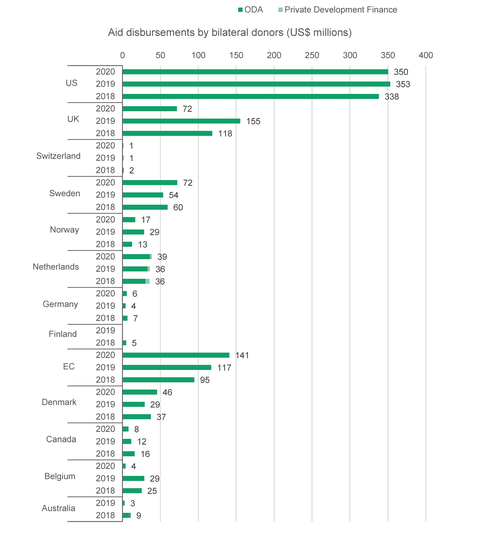 ODA Private Development Finance
Aid disbursements by bilateral donors (US$ millions)
0 50 100 150 200 250 300 350 400
US
2020 350
2019 353
2018 338
UK
2020 72
2019 155
2018 118
Switzerland
2020 1
2019 1
2018 2
Sweden
2020 72
2019 54
2018 60
Norway
2020 17
2019 29
2018 13
Netherlands
2020 39
2019 36
2018 36
Germany
2020 6
2019 4
2018 7
Finland
2019
2018 5
EC
2020 141
2019 117
2018 95
Denmark
2020 46
2019 29
2018 37
Canada
2020 8
2019 12
2018 16
Belgium
2020 4
2019 29
2018 25
Australia
2019 3
2018 9